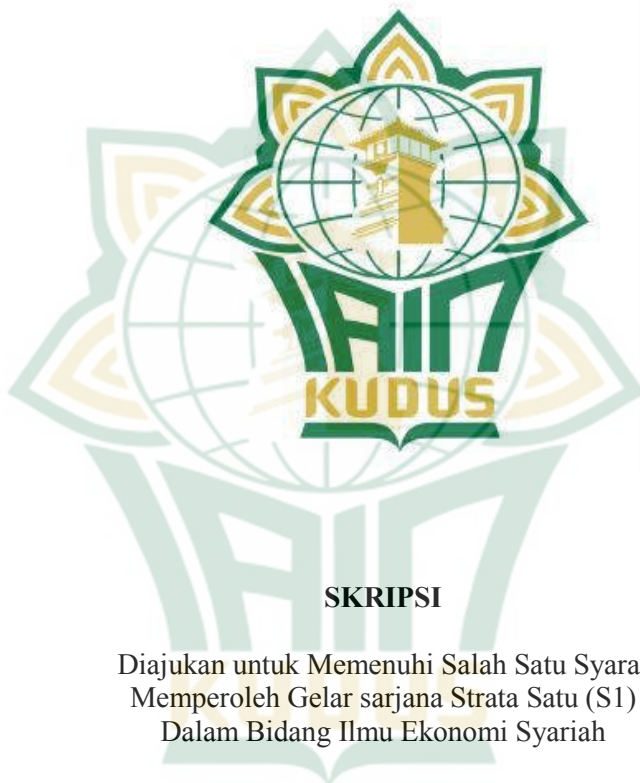 IAIN
KUDUS
SKRIPSI
Diajukan untuk Memenuhi Salah Satu Syara
Memperoleh Gelar sarjana Strata Satu (S1)
Dalam Bidang Ilmu Ekonomi Syariah